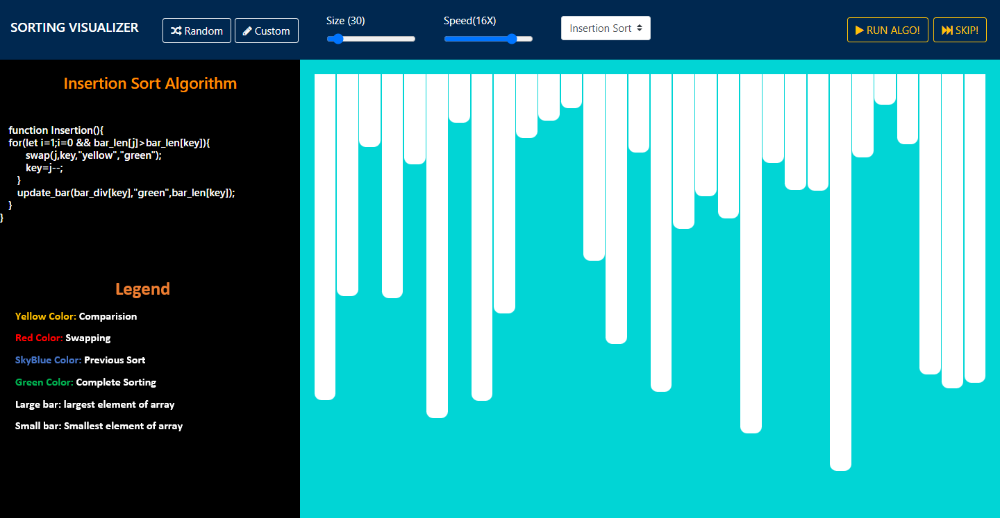 SORTING VISUALIZER
Random
Custom
Size (30)
Speed(16X)
Insertion Sort
RUN ALGO!
SKIP!
Insertion Sort Algorithm
function Insertion(){
for(let i=1;i=0 && bar_len[j]>bar_len[key]){
swap(j,key,"yellow","green");
key=j--;
}
update_bar(bar_div[key],"green",bar_len[key]);
}
}
Legend
Yellow Color: Comparision
Red Color: Swapping
SkyBlue Color: Previous Sort
Green Color: Complete Sorting
Large bar: largest element of array
Small bar: Smallest element of array